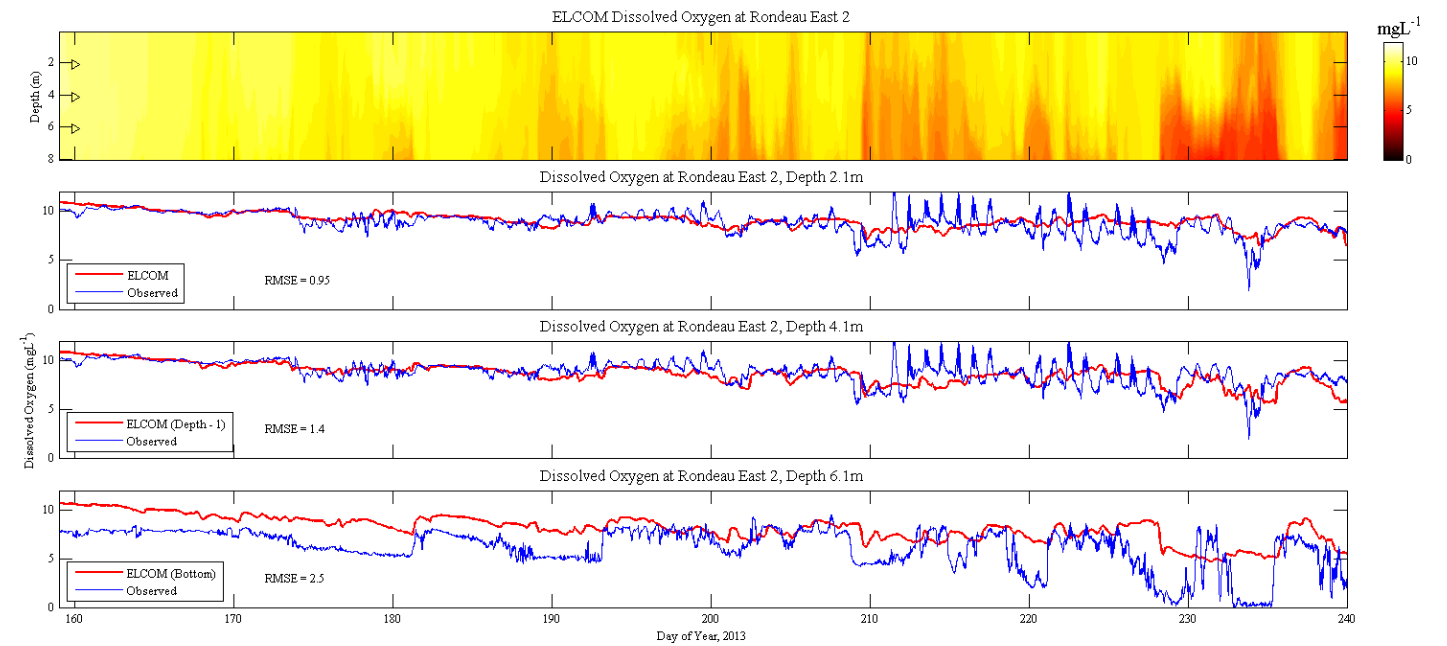 ELCOM Dissolved Oxygen at Rondeau East 2
mgL-1
10
5
0
Depth (m)
2
4
6
8
Dissolved Oxygen at Rondeau East 2, Depth 2.1m
10
5
0
ELCOM
Observed
RMSE = 0.95
Dissolved Oxygen at Rondeau East 2, Depth 4.1m
Dissolved Oxygen (mgL-1)
10
5
0
ELCOM (Depth - 1)
Observed
RMSE = 1.4
Dissolved Oxygen at Rondeau East 2, Depth 6.1m
10
5
0
ELCOM (Bottom)
Observed
RMSE = 2.5
160 170 180 190 200 210 220 230 240
Day of Year, 2013